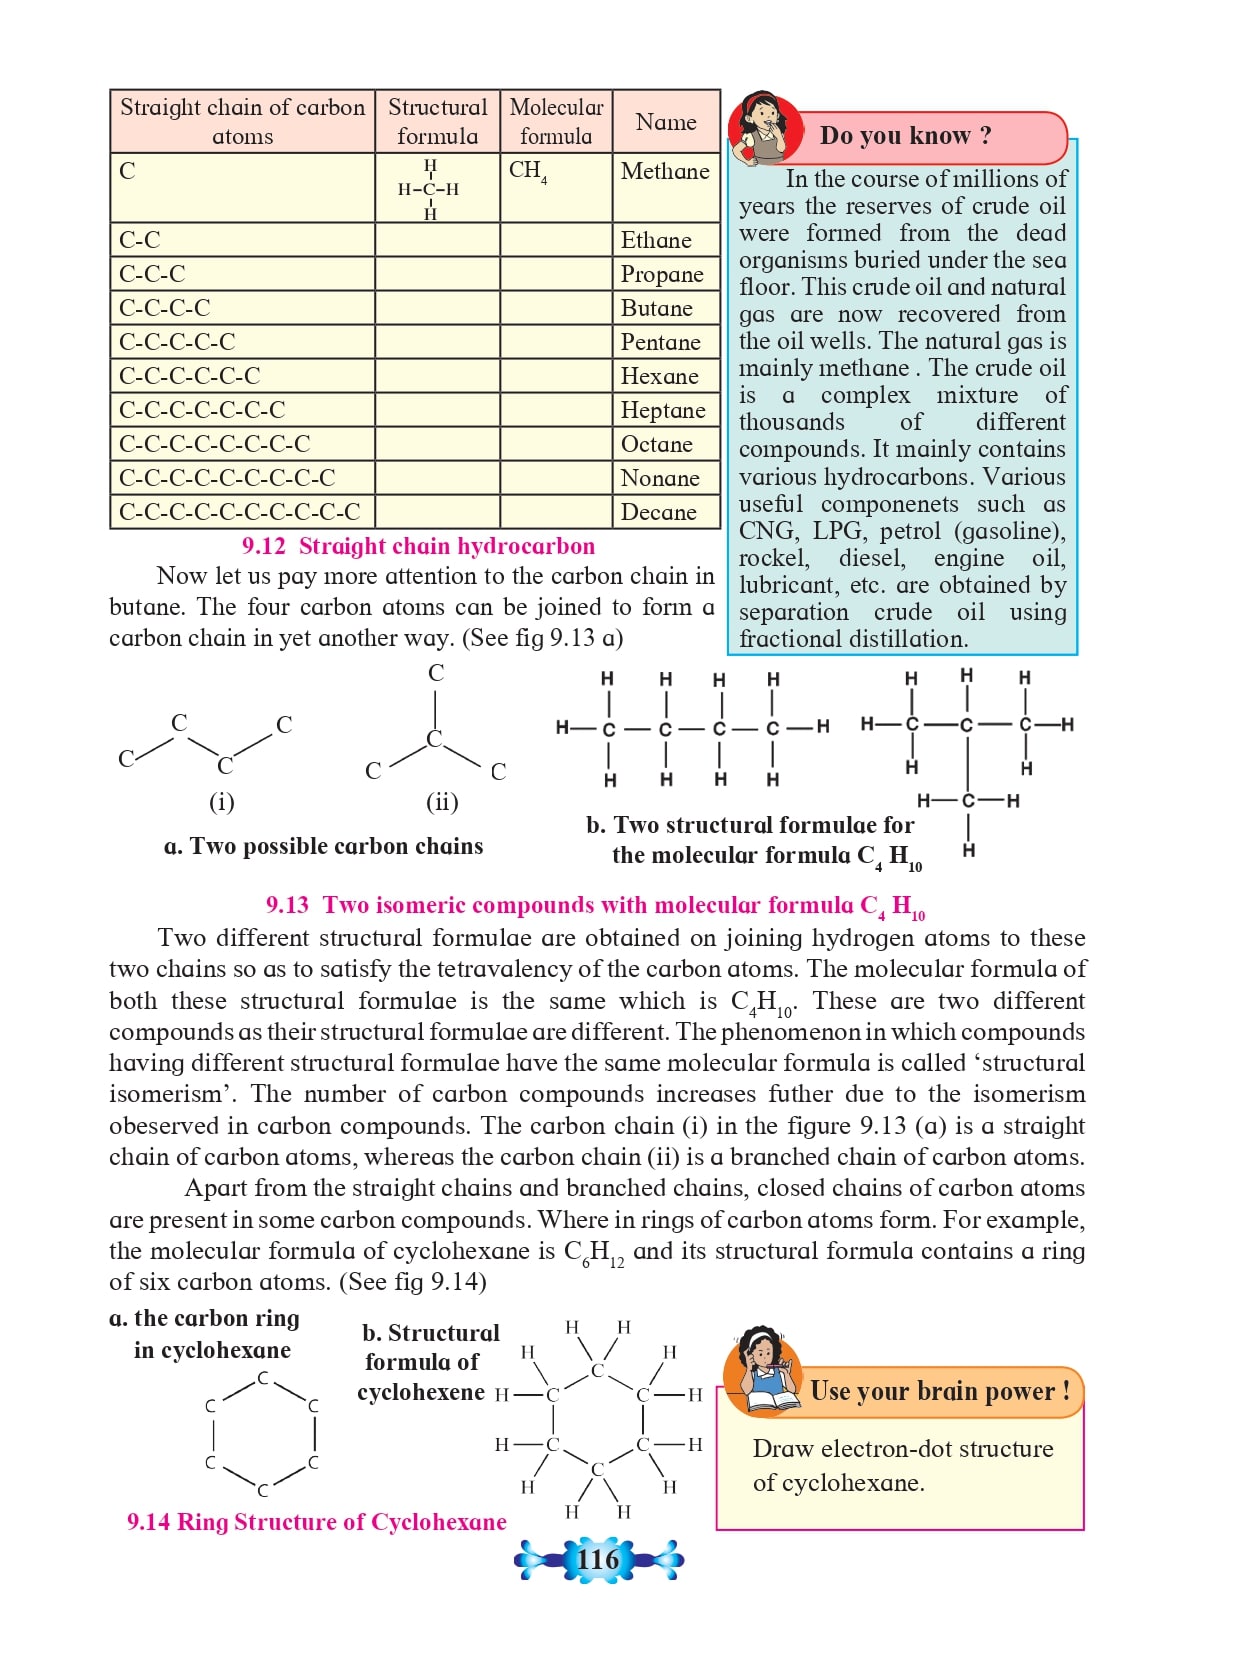 Straight chain of carbon atoms | Structural formula | Molecular formula | Name
C | H
H–C–H
H | CH₄ | Methane
C-C | Ethane
C-C-C | Propane
C-C-C-C | Butane
C-C-C-C-C | Pentane
C-C-C-C-C-C | Hexane
C-C-C-C-C-C-C | Heptane
C-C-C-C-C-C-C-C | Octane
C-C-C-C-C-C-C-C-C | Nonane
C-C-C-C-C-C-C-C-C-C | Decane
9.12 Straight chain hydrocarbon
Do you know ?
In the course of millions of
years the reserves of crude oil
were formed from the dead
organisms buried under the sea
floor. This crude oil and natural
gas are now recovered from
the oil wells. The natural gas is
mainly methane . The crude oil
is a complex mixture of
thousands of different
compounds. It mainly contains
various hydrocarbons. Various
useful componenets such as
CNG, LPG, petrol (gasoline),
rockel, diesel, engine oil,
lubricant, etc. are obtained by
separation crude oil using
fractional distillation.
Now let us pay more attention to the carbon chain in
butane. The four carbon atoms can be joined to form a
carbon chain in yet another way. (See fig 9.13 a)
C C C C
(i)
C
C
C C
(ii)
a. Two possible carbon chains
H H H H
H—C—C—C—C—H
H H H H
H H H
H—C—C—C—H
H H
H—C—H
H
b. Two structural formulae for
the molecular formula C₄ H₁₀
9.13 Two isomeric compounds with molecular formula C₄ H₁₀
Two different structural formulae are obtained on joining hydrogen atoms to these
two chains so as to satisfy the tetravalency of the carbon atoms. The molecular formula of
both these structural formulae is the same which is C₄H₁₀. These are two different
compounds as their structural formulae are different. The phenomenon in which compounds
having different structural formulae have the same molecular formula is called ‘structural
isomerism’. The number of carbon compounds increases futher due to the isomerism
obeserved in carbon compounds. The carbon chain (i) in the figure 9.13 (a) is a straight
chain of carbon atoms, whereas the carbon chain (ii) is a branched chain of carbon atoms.
Apart from the straight chains and branched chains, closed chains of carbon atoms
are present in some carbon compounds. Where in rings of carbon atoms form. For example,
the molecular formula of cyclohexane is C₆H₁₂ and its structural formula contains a ring
of six carbon atoms. (See fig 9.14)
a. the carbon ring
in cyclohexane
C
C C
C C
C
b. Structural
formula of
cyclohexene
H H
H H
C
H—C C—H
H—C C—H
C
H H
H H
9.14 Ring Structure of Cyclohexane
Use your brain power !
Draw electron-dot structure
of cyclohexane.
116